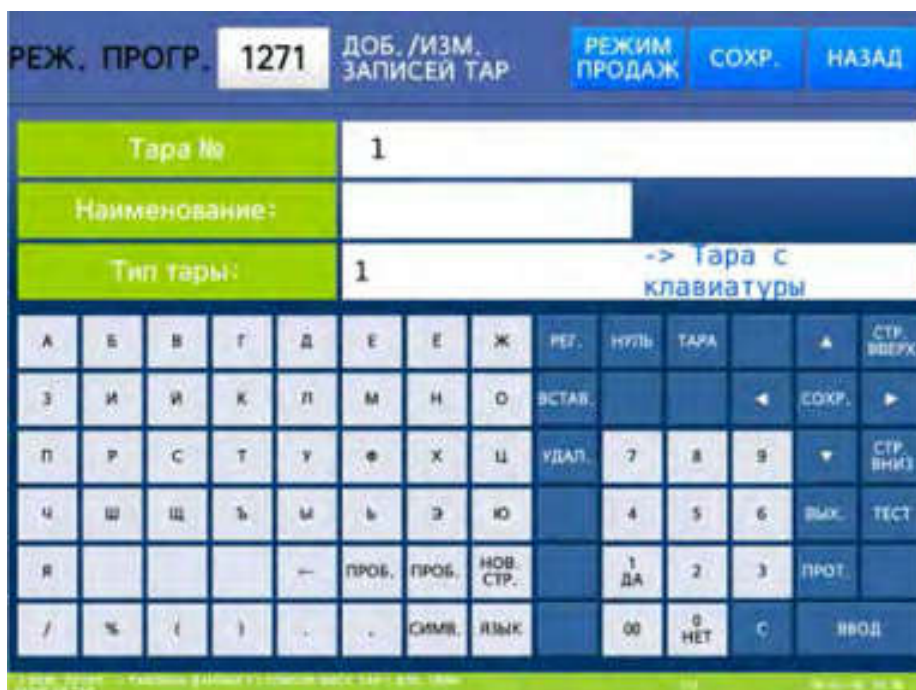 РЕЖ. ПРОГР. 1271 ДОБ./ИЗМ. ЗАПИСЕЙ ТАР РЕЖИМ ПРОДАЖ СОХР. НАЗАД
Тара № 1
Наименование:
Тип тары: 1 -> Тара с клавиатуры
А Б В Г Д Е Ё Ж РЕГ. НУЛЬ ТАРА ▲ СТР. ВВЕРХ
З И Й К Л М Н О ВСТАВ. ◄ СОХР. ►
П Р С Т У Ф Х Ц УДАЛ. 7 8 9 ▼ СТР. ВНИЗ
Ч Ш Щ Ъ Ы Ь Э Ю 4 5 6 ВЫХ. ТЕСТ
Я ← ПРОБ. ПРОБ. НОВ. СТР. 1 ДА 2 3 ПРОТ.
/ % ( ) СИМВ. ЯЗЫК 00 0 НЕТ С ВВОД